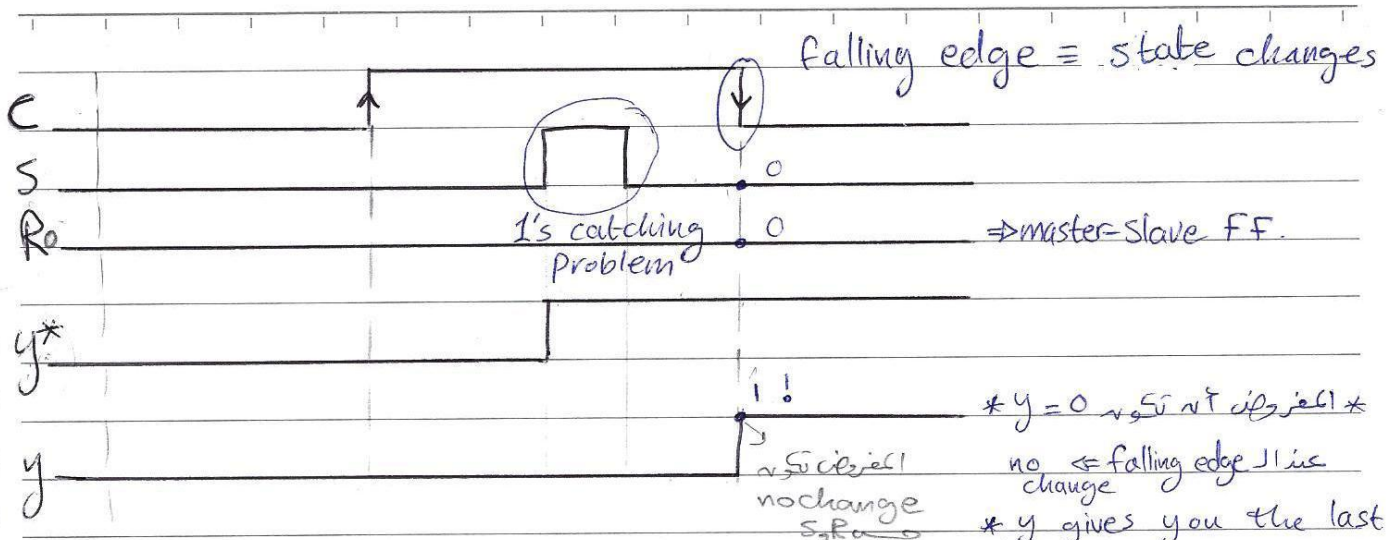 falling edge ≡ state changes
C
S
0
R 0
1's catching
problem
0
⇒ master-slave FF.
y*
1 !
* المفروض أن تكون y = 0 *
y
المفروض تكون
no change
S, R
عند الـ falling edge ⇐ no change
* y gives you the last